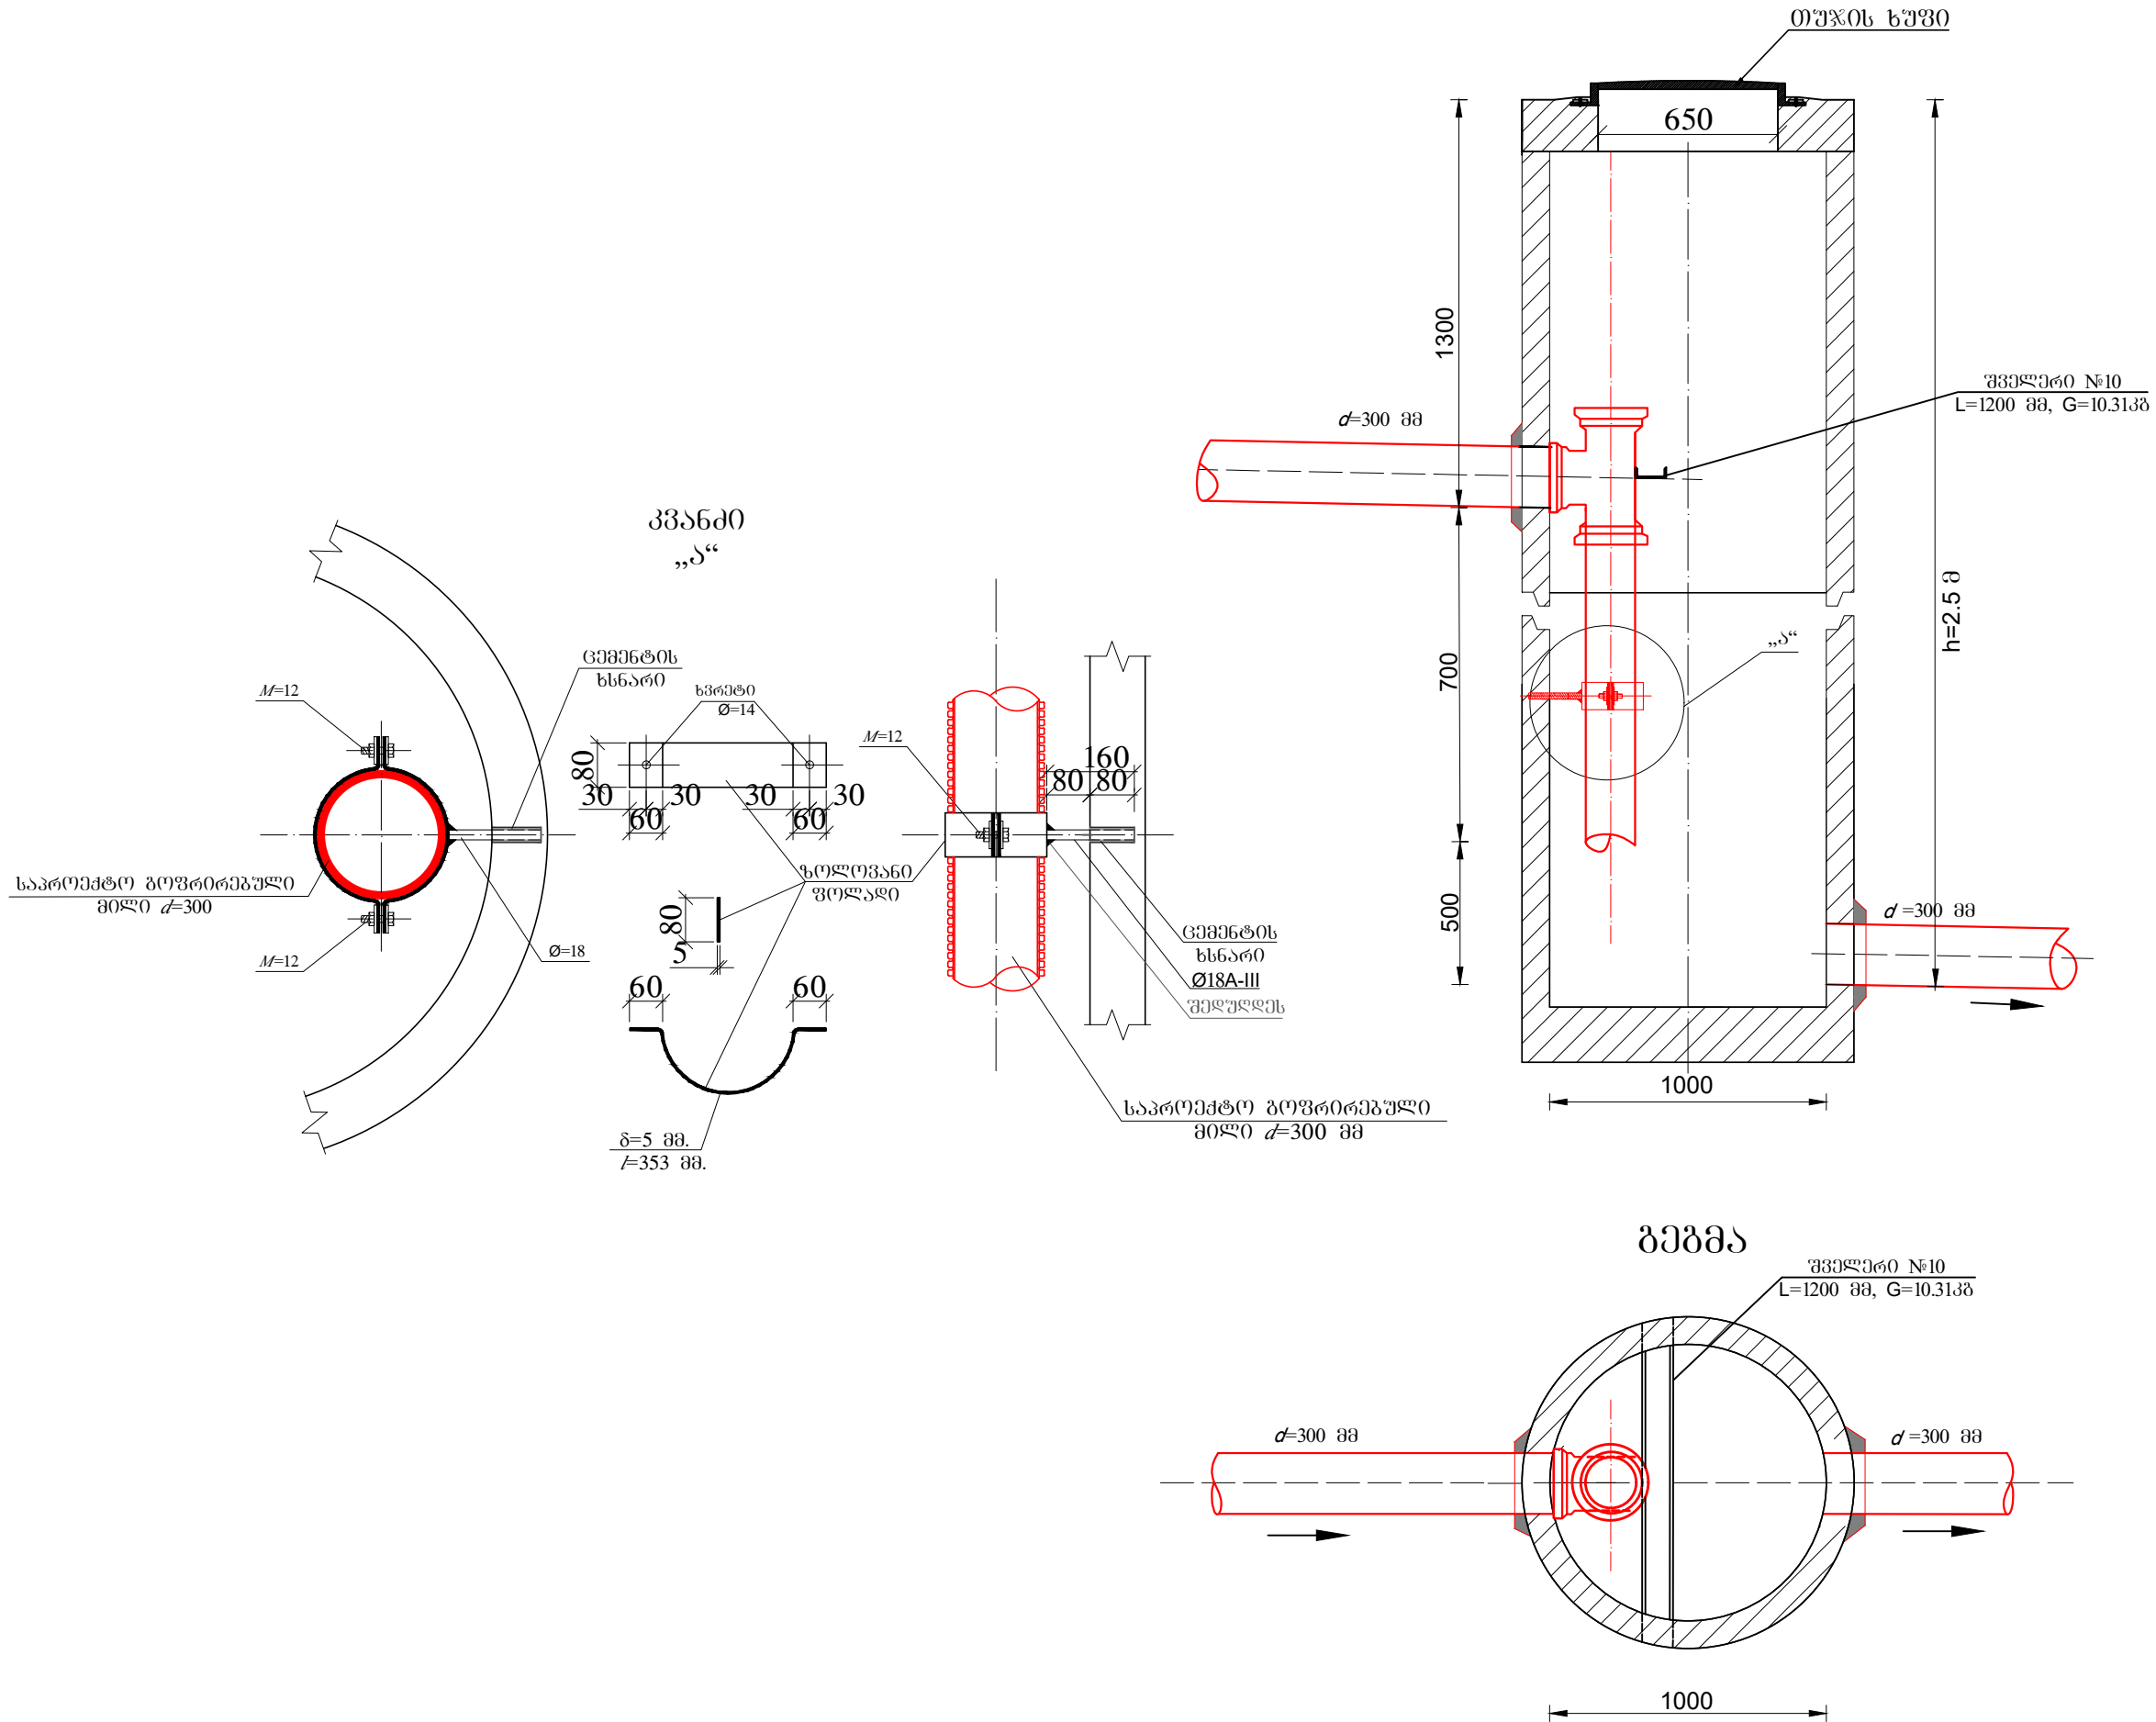 თუჯის ხუფი
650
1300
შველერი №10
L=1200 მმ, G=10.31კგ
d=300 მმ
კვანძი
„ა“
h=2.5 მ
„ა“
700
ცემენტის
ხსნარი
M=12
ხვრეტი
Ø=14
M=12
80
160
80
80
30
30
30
30
60
60
საპროექტო გოფრირებული
მილი d=300
ზოლოვანი
ფოლადი
500
d =300 მმ
80
5
M=12
Ø=18
ცემენტის
ხსნარი
Ø18A-III
შედუღდეს
60
60
1000
საპროექტო გოფრირებული
მილი d=300 მმ
δ=5 მმ.
l=353 მმ.
გეგმა
შველერი №10
L=1200 მმ, G=10.31კგ
d=300 მმ
d =300 მმ
1000